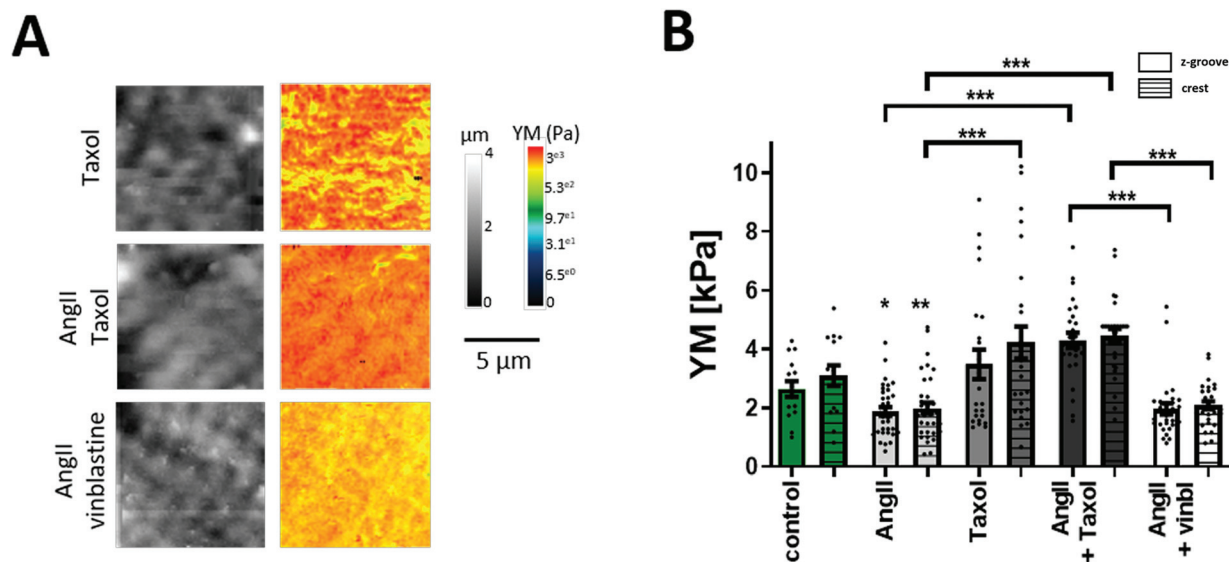 A
Taxol
AngII
Taxol
AngII
vinblastine
µm
4
2
0
YM (Pa)
3e³
5.3ᵉ²
9.7ᵉ¹
3.1ᵉ¹
6.5ᵉ⁰
0
5 µm
B
z-groove
crest
***
***
***
***
***
* **
YM [kPa]
10
8
6
4
2
0
control
AngII
Taxol
AngII
+ Taxol
AngII
+ vinbl